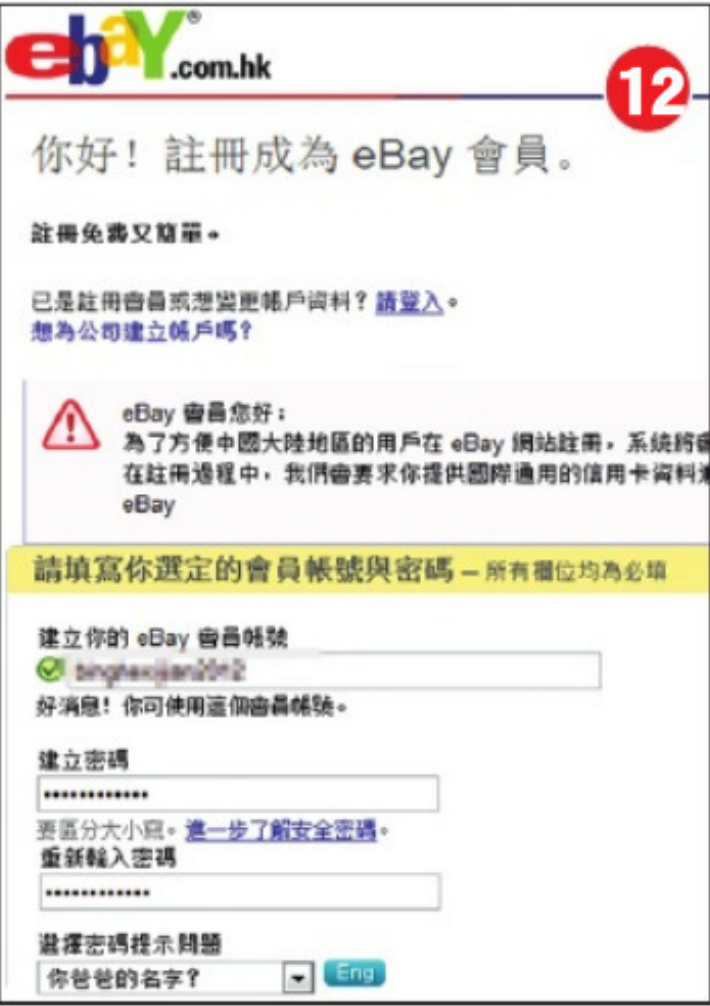 ebaY® .com.hk
12
你好！註冊成為 eBay 會員。
註冊免費又簡單。
已是註冊會員或想變更帳戶資料？請登入。
想為公司建立帳戶嗎？
eBay 會員您好：
為了方便中國大陸地區的用戶在 eBay 網站註冊，系統將會
在註冊過程中，我們會要求你提供國際通用的信用卡資料進
eBay
請填寫你選定的會員帳號與密碼 – 所有欄位均為必填
建立你的 eBay 會員帳號
好消息！你可使用這個會員帳號。
建立密碼
••••••••••••
要區分大小寫。進一步了解安全密碼。
重新輸入密碼
••••••••••••
選擇密碼提示問題
你爸爸的名字？ Eng